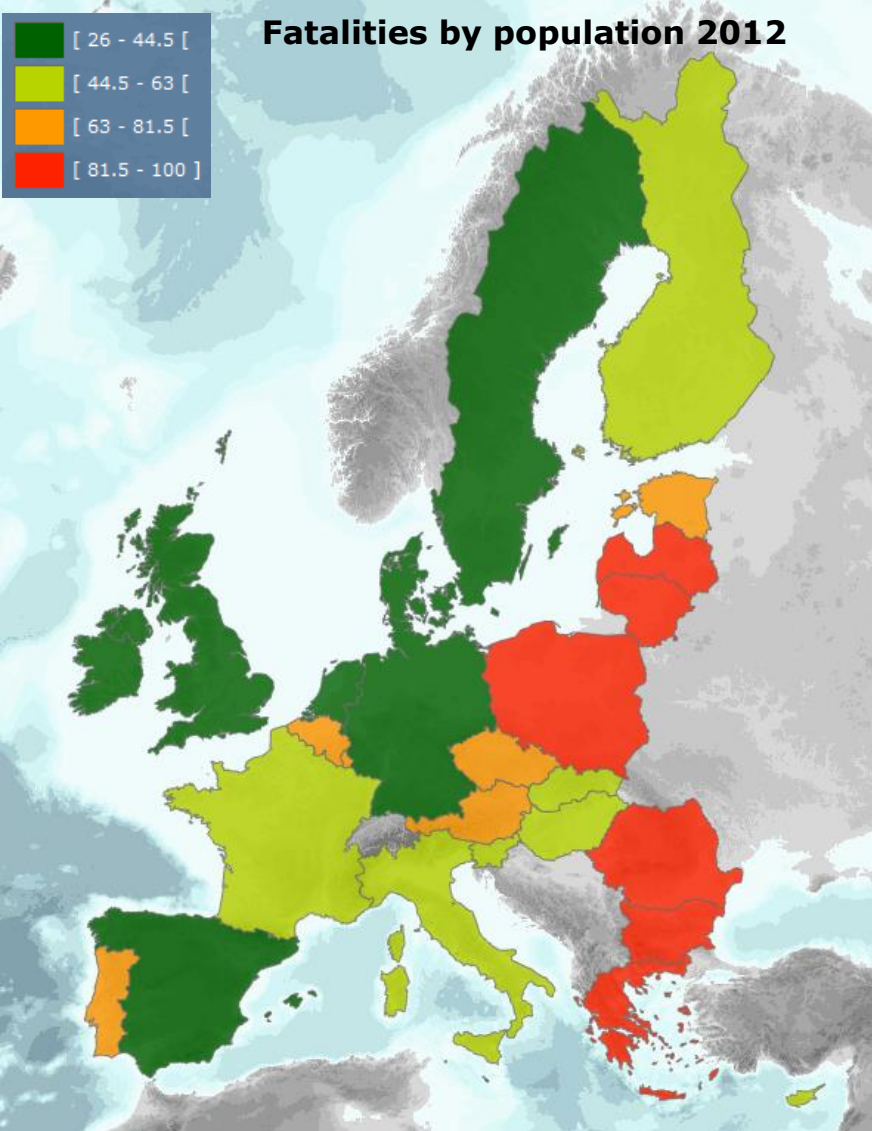 Fatalities by population 2012
[ 26 - 44.5 [
[ 44.5 - 63 [
[ 63 - 81.5 [
[ 81.5 - 100 ]